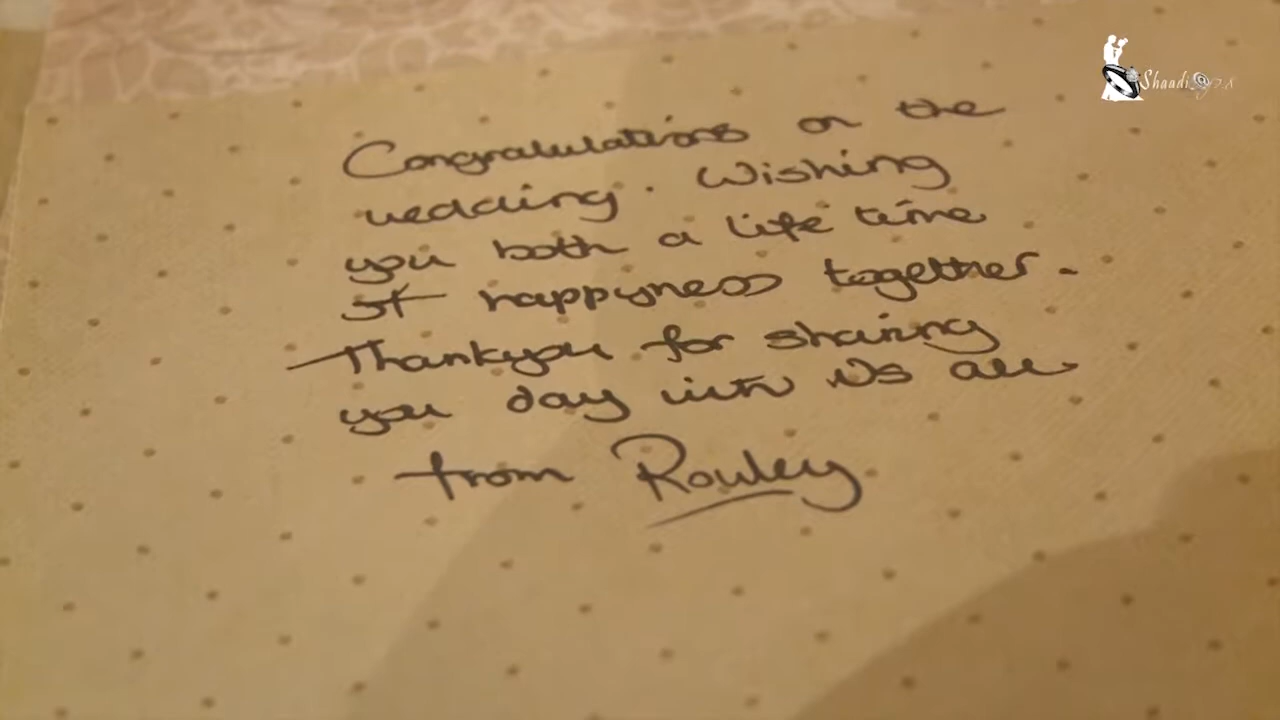 Congratulations on the
wedding. Wishing
you both a life time
of happyness together.
Thankyou for sharing
you day with us all
from Rowley
Shaadi